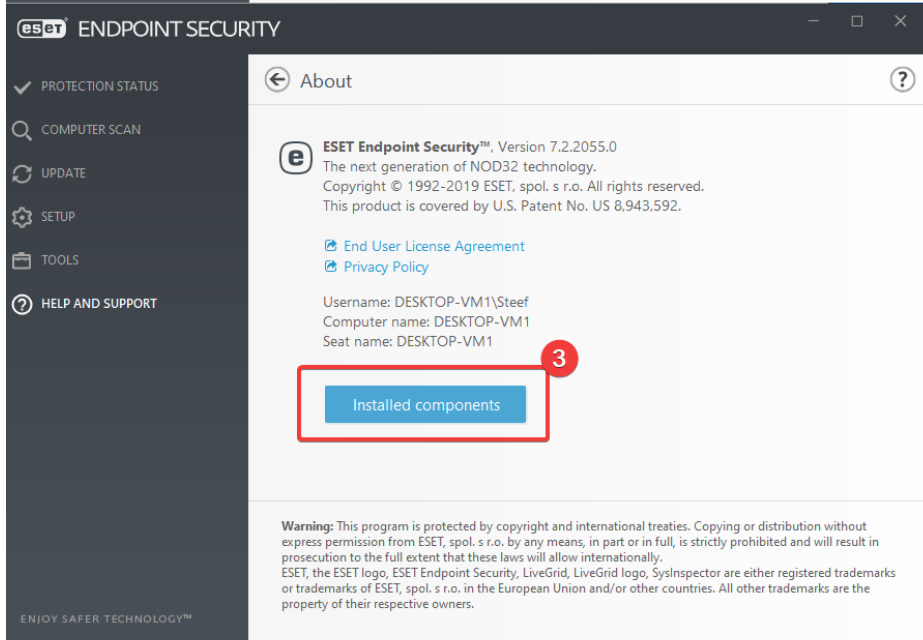 eset ENDPOINT SECURITY
PROTECTION STATUS
COMPUTER SCAN
UPDATE
SETUP
TOOLS
HELP AND SUPPORT
ENJOY SAFER TECHNOLOGY™
About
?
e
ESET Endpoint Security™, Version 7.2.2055.0
The next generation of NOD32 technology.
Copyright © 1992-2019 ESET, spol. s r.o. All rights reserved.
This product is covered by U.S. Patent No. US 8,943,592.
End User License Agreement
Privacy Policy
Username: DESKTOP-VM1\Steef
Computer name: DESKTOP-VM1
Seat name: DESKTOP-VM1
3
Installed components
Warning: This program is protected by copyright and international treaties. Copying or distribution without
express permission from ESET, spol. s r.o. by any means, in part or in full, is strictly prohibited and will result in
prosecution to the full extent that these laws will allow internationally.
ESET, the ESET logo, ESET Endpoint Security, LiveGrid, LiveGrid logo, SysInspector are either registered trademarks
or trademarks of ESET, spol. s r.o. in the European Union and/or other countries. All other trademarks are the
property of their respective owners.